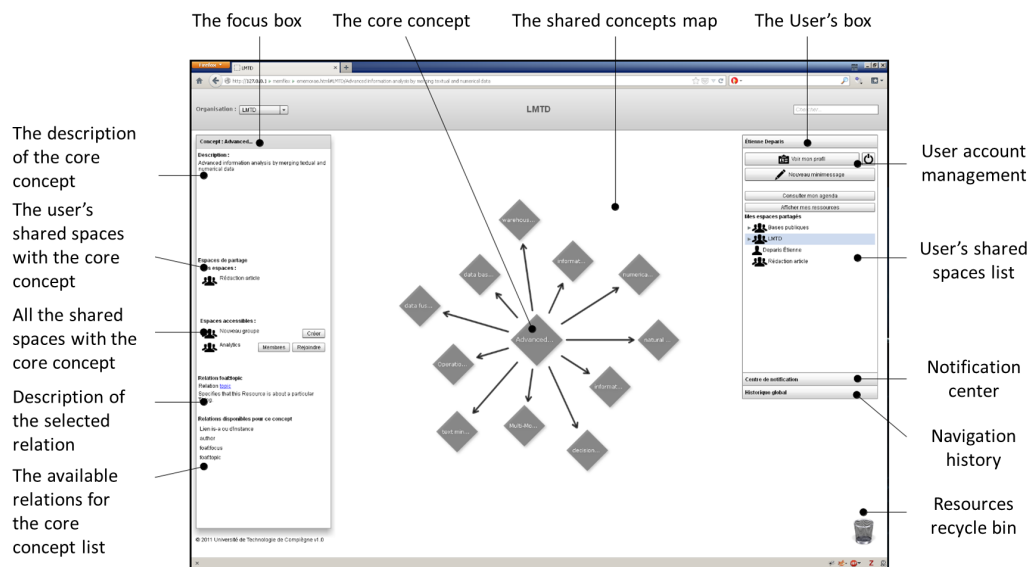 The focus box
The core concept
The shared concepts map
The User's box
LMTD
Organisation :
LMTD
LMTD
Chercher...
The description
of the core
concept
The user's
shared spaces
with the core
concept
All the shared
spaces with the
core concept
Description of
the selected
relation
The available
relations for
the core
concept list
Concept : Advanced...
Description :
Advanced information analysis by merging textual and
numerical data
Espaces de partage
espaces :
Rédaction article
Espaces accessibles :
Nouveau groupe
Créer
Analytics
Membres
Rejoindre
Relation foaf:topic
Relation topic
Specifies that this Resource is about a particular
Relations disponibles pour ce concept
Lien is-a ou d'instance
author
foaf:focus
foaf:topic
© 2011 Université de Technologie de Compiègne v1.0
warehous...
data bas...
informat...
numerica...
data fus...
Advanced...
natural ...
Operatio...
informat...
text min...
decision...
Étienne Deparis
Voir mon profil
Nouveau minimessage
Consulter mon agenda
Afficher mes ressources
Mes espaces partagés
Bases publiques
LMTD
Deparis Étienne
Rédaction article
Centre de notification
Historique global
User account
management
User's shared
spaces list
Notification
center
Navigation
history
Resources
recycle bin